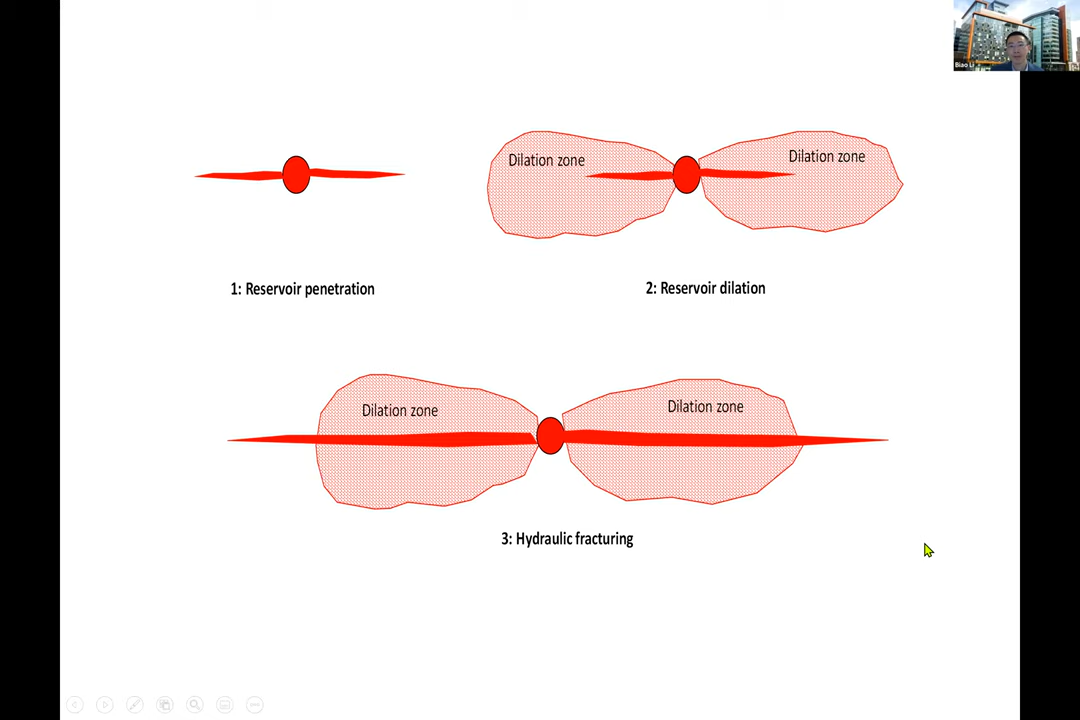 Biao Li
Dilation zone
Dilation zone
1: Reservoir penetration
2: Reservoir dilation
Dilation zone
Dilation zone
3: Hydraulic fracturing